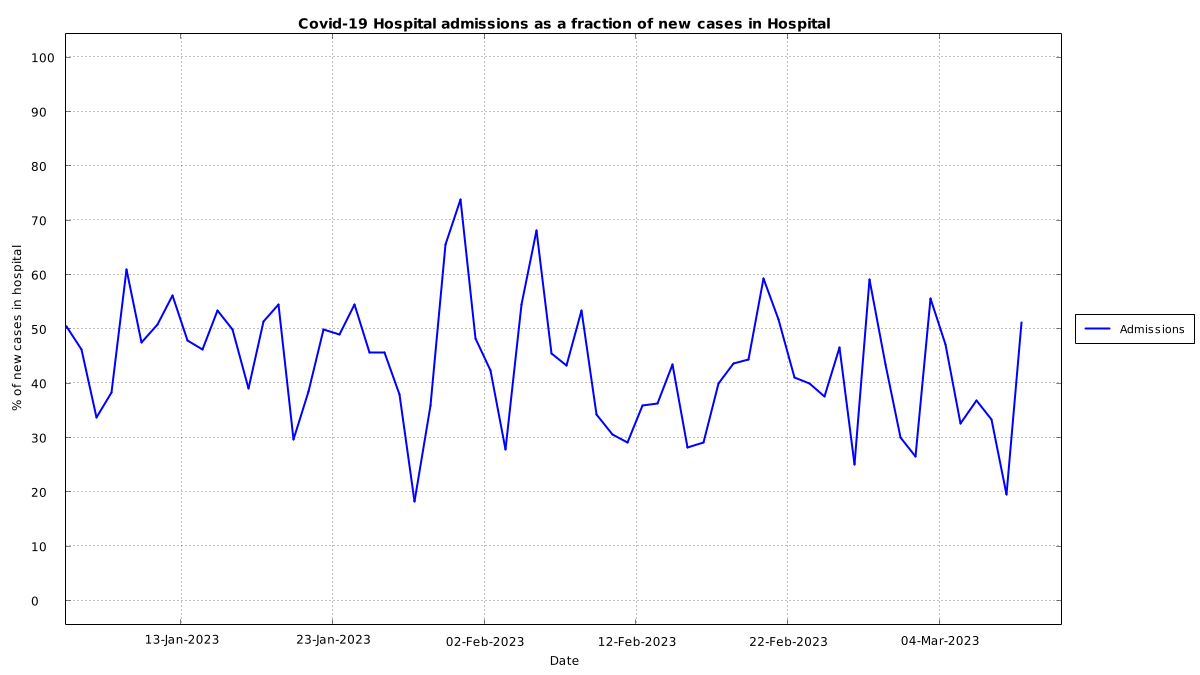 Covid-19 Hospital admissions as a fraction of new cases in Hospital
% of new cases in hospital
100
90
80
70
60
50
40
30
20
10
0
13-Jan-2023
23-Jan-2023
02-Feb-2023
12-Feb-2023
22-Feb-2023
04-Mar-2023
Date
Admissions